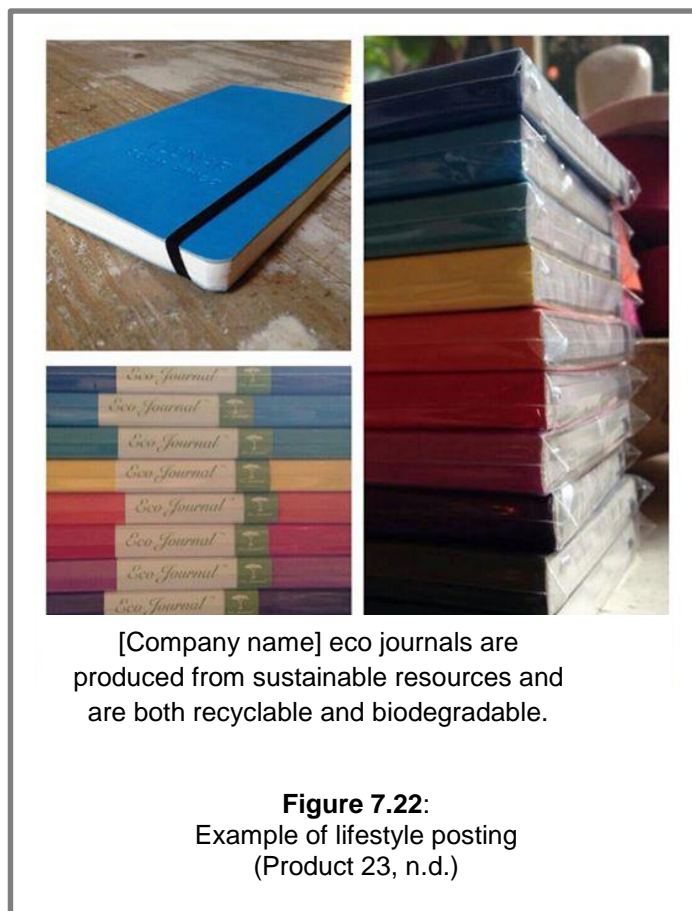 Eco Journal
Eco Journal
Eco Journal
Eco Journal
Eco Journal
Eco Journal
Eco Journal
Eco Journal
[Company name] eco journals are
produced from sustainable resources and
are both recyclable and biodegradable.
Figure 7.22:
Example of lifestyle posting
(Product 23, n.d.)